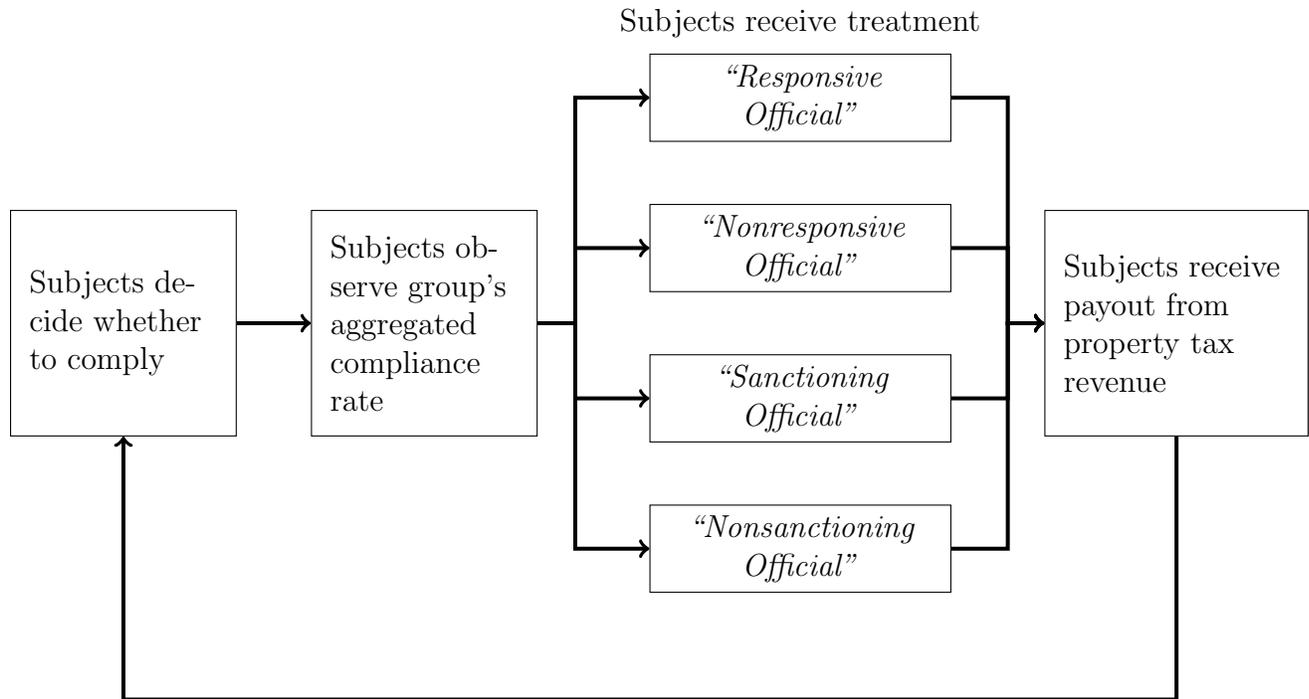 Subjects receive treatment
“Responsive
Official”
“Nonresponsive
Official”
“Sanctioning
Official”
“Nonsanctioning
Official”
Subjects de-
cide whether
to comply
Subjects ob-
serve group’s
aggregated
compliance
rate
Subjects receive
payout from
property tax
revenue